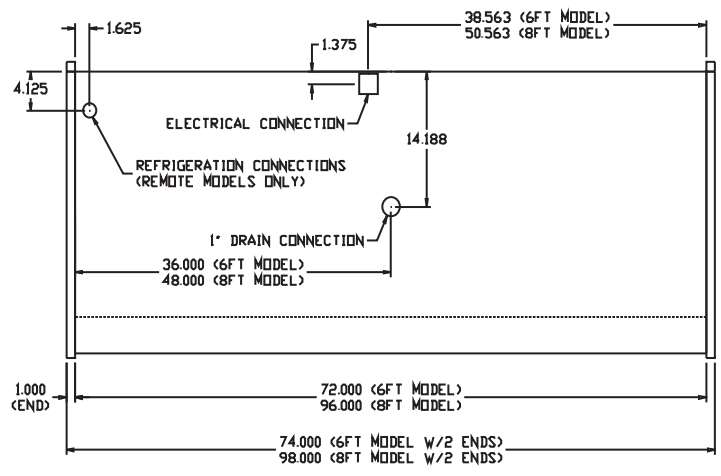 38.563 (6FT MODEL)
50.563 (8FT MODEL)
1.625
1.375
4.125
ELECTRICAL CONNECTION
14.188
REFRIGERATION CONNECTIONS
(REMOTE MODELS ONLY)
1" DRAIN CONNECTION
36.000 (6FT MODEL)
48.000 (8FT MODEL)
1.000
(END)
72.000 (6FT MODEL)
96.000 (8FT MODEL)
74.000 (6FT MODEL W/2 ENDS)
98.000 (8FT MODEL W/2 ENDS)